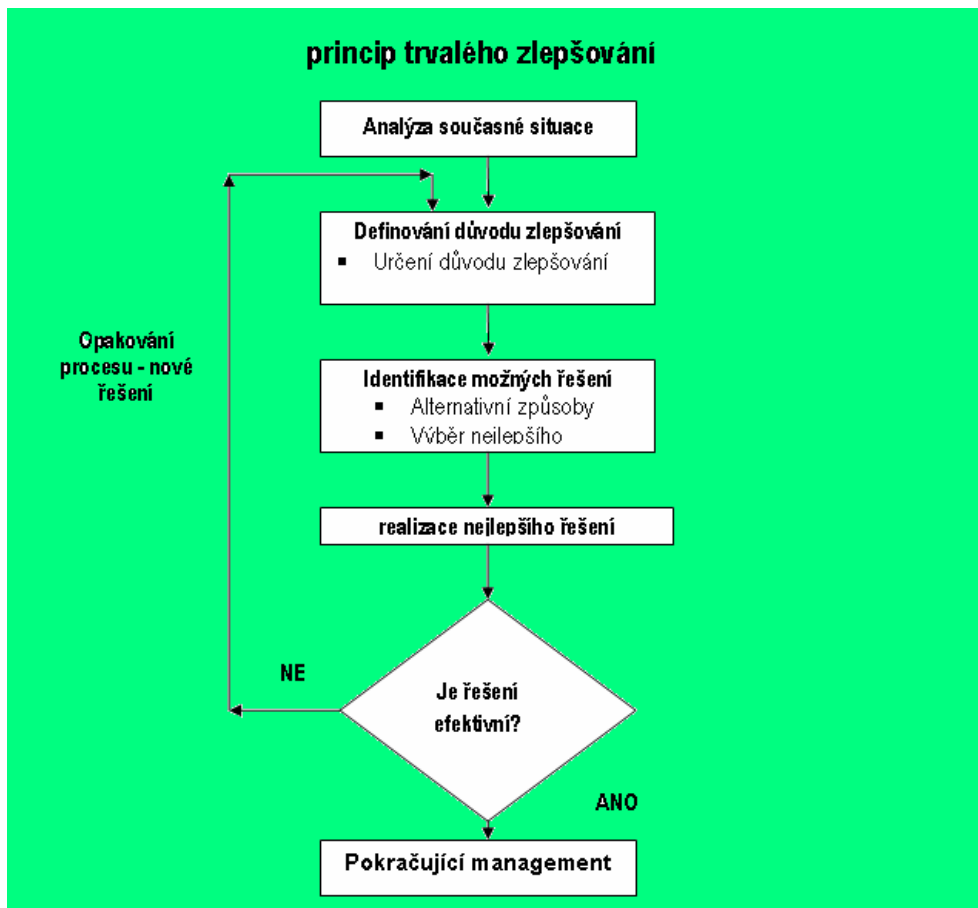 princip trvalého zlepšování
Analýza současné situace
Definování důvodu zlepšování
▪ Určení důvodu zlepšování
Opakování
procesu - nové
řešení
Identifikace možných řešení
▪ Alternativní způsoby
▪ Výběr nejlepšího
realizace nejlepšího řešení
NE
Je řešení
efektivní?
ANO
Pokračující management